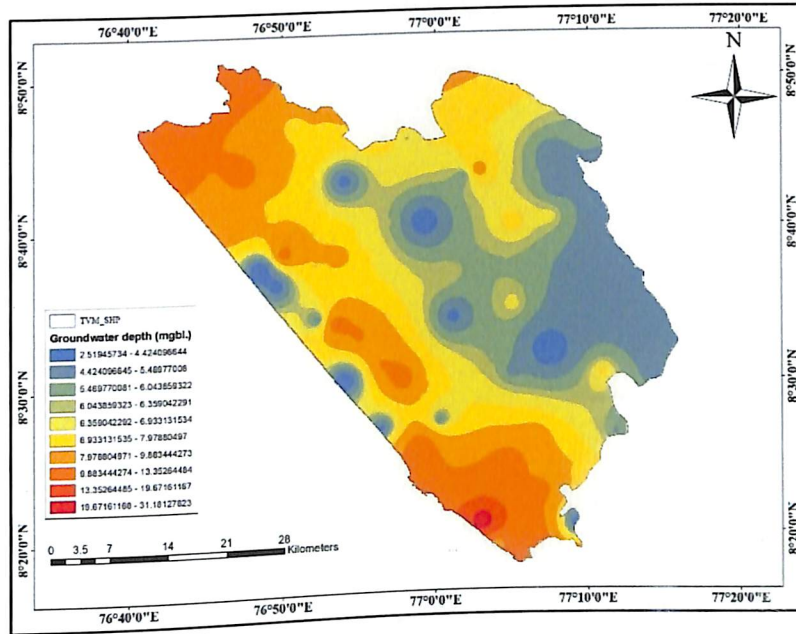 76°40'0"E 76°50'0"E 77°0'0"E 77°10'0"E 77°20'0"E
N
8°50'0"N 8°50'0"N
8°40'0"N 8°40'0"N
8°30'0"N 8°30'0"N
8°20'0"N 8°20'0"N
TVM_SHP
Groundwater depth (mgbl.)
2.51945734 - 4.424096644
4.424096645 - 5.46977008
5.469770081 - 6.043859322
6.043859323 - 6.359042291
6.359042292 - 6.933131534
6.933131535 - 7.97880497
7.978804971 - 9.883444273
9.883444274 - 13.35264484
13.35264485 - 19.67161167
19.67161168 - 31.18127823
0 3.5 7 14 21 28
Kilometers
76°40'0"E 76°50'0"E 77°0'0"E 77°10'0"E 77°20'0"E